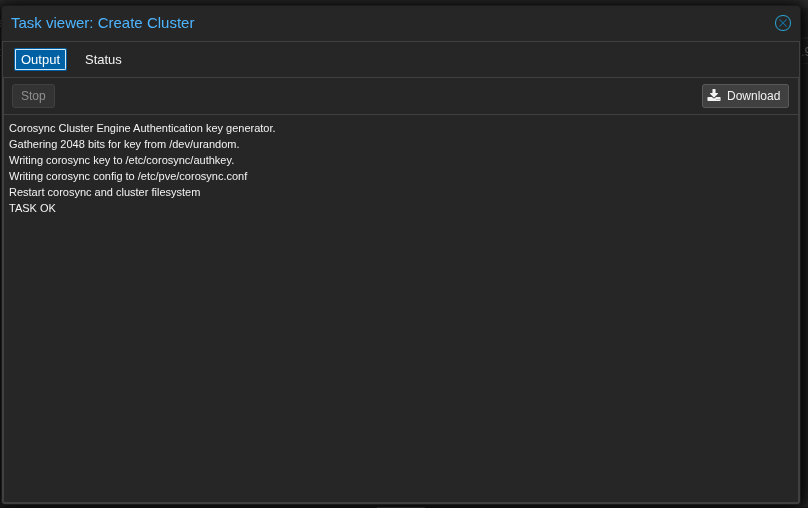 Task viewer: Create Cluster
Output Status
Stop Download
Corosync Cluster Engine Authentication key generator.
Gathering 2048 bits for key from /dev/urandom.
Writing corosync key to /etc/corosync/authkey.
Writing corosync config to /etc/pve/corosync.conf
Restart corosync and cluster filesystem
TASK OK